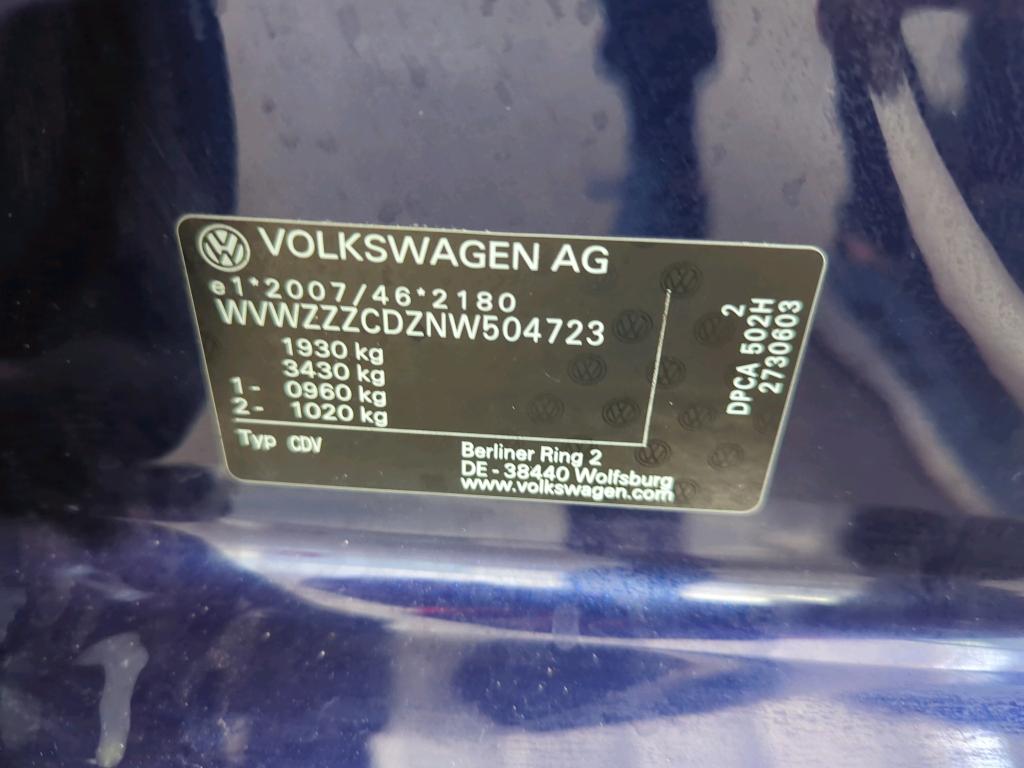 VOLKSWAGEN AG
e1*2007/46*2180
WVWZZZCDZNW504723
1930 kg
3430 kg
1- 0960 kg
2- 1020 kg
Typ CDV
Berliner Ring 2
DE - 38440 Wolfsburg
www.volkswagen.com
2
DPCA 502H
2730603